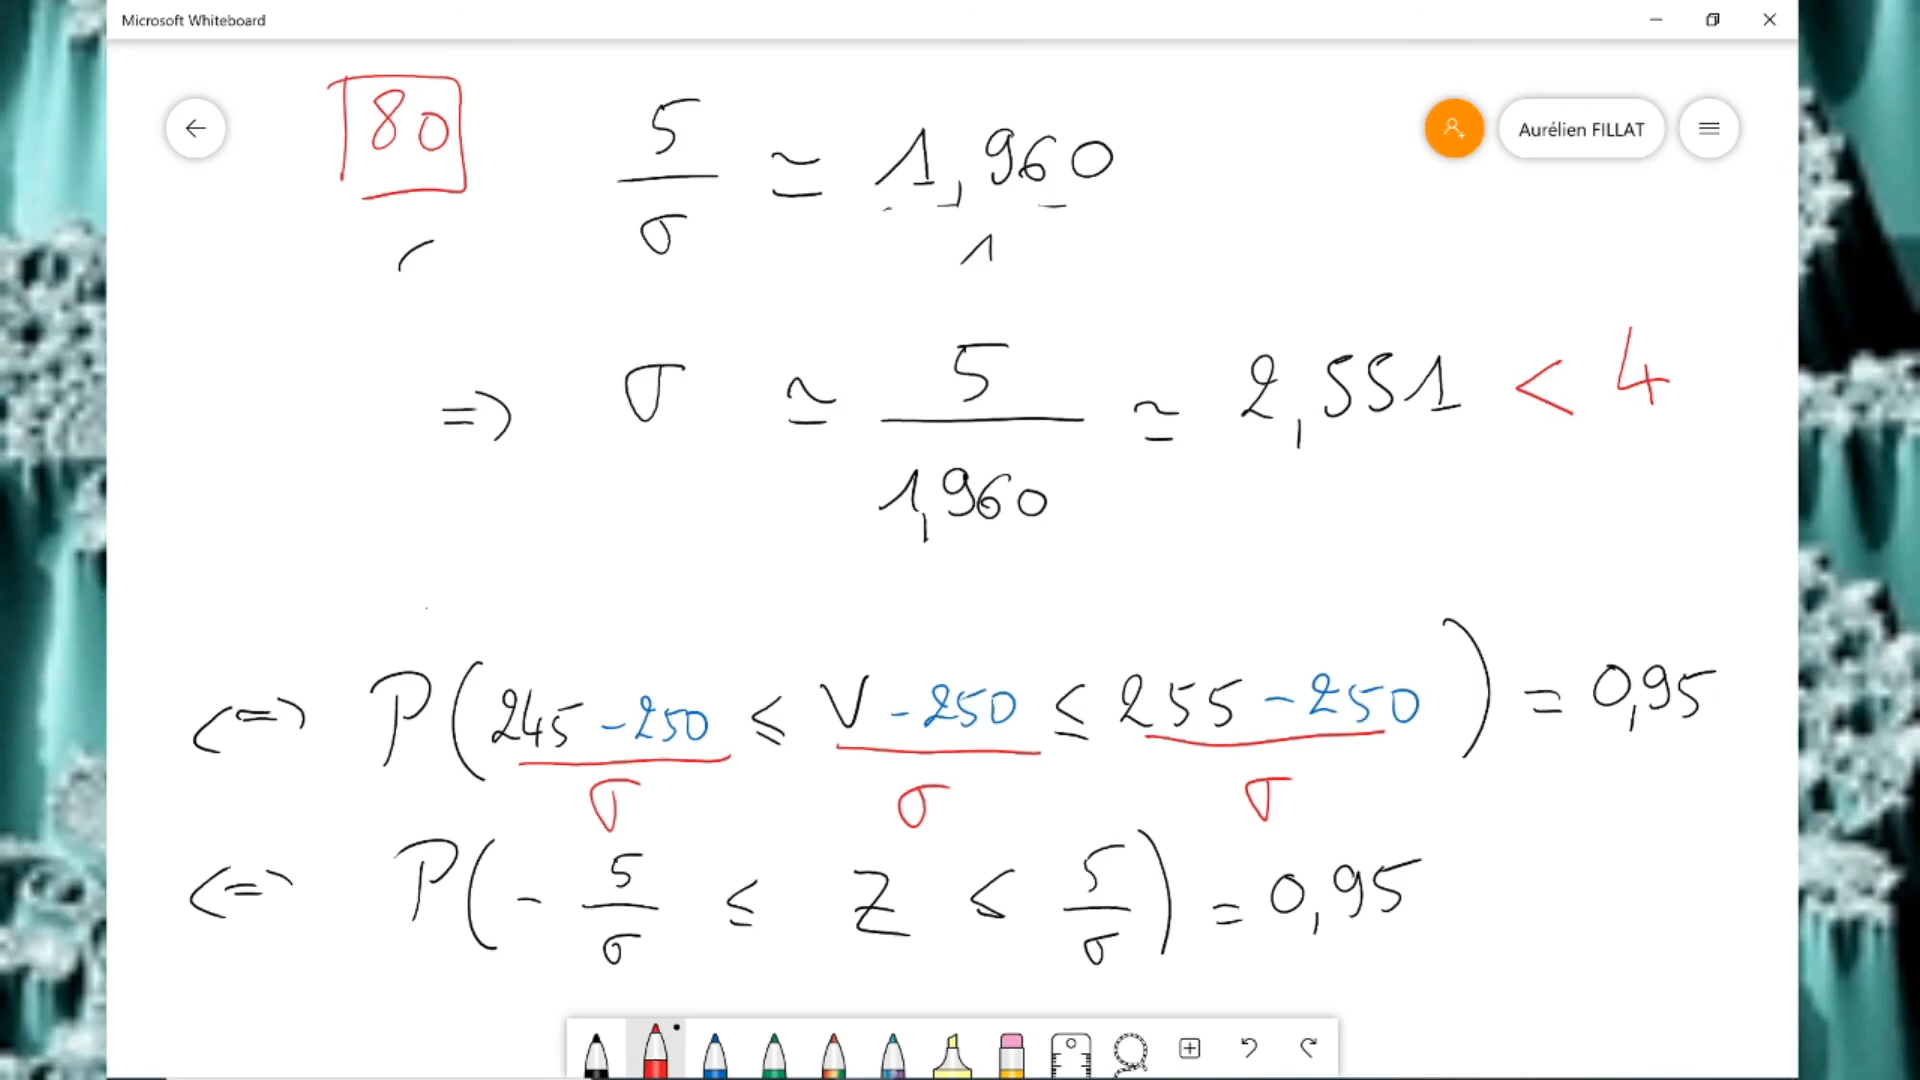 Microsoft Whiteboard
80
5/σ ≃ 1,960
1
Aurélien FILLAT
=> σ ≃ 5/1,960 ≃ 2,551 < 4
<=> P( (245 - 250)/σ ≤ (V - 250)/σ ≤ (255 - 250)/σ ) = 0,95
<=> P( - 5/σ ≤ Z ≤ 5/σ ) = 0,95